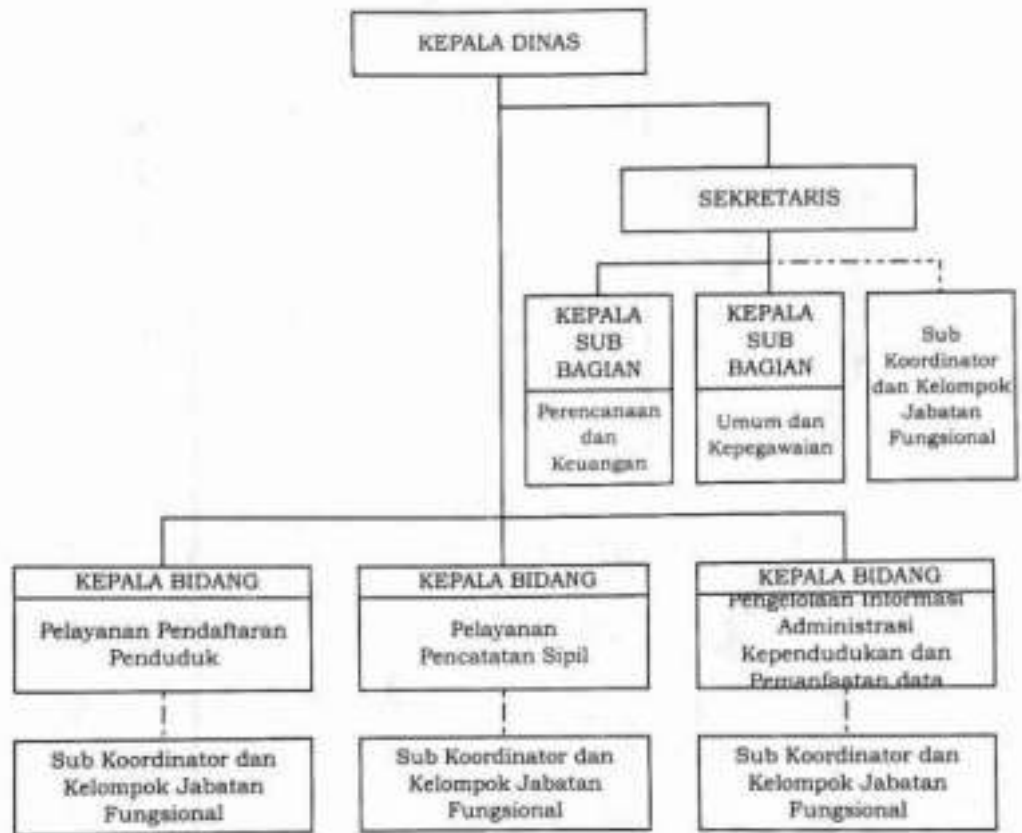 KEPALA DINAS
SEKRETARIS
KEPALA
SUB
BAGIAN
Perencanaan
dan
Keuangan
KEPALA
SUB
BAGIAN
Umum dan
Kepegawaian
Sub
Koordinator
dan Kelompok
Jabatan
Fungsional
KEPALA BIDANG
Pelayanan Pendaftaran
Penduduk
KEPALA BIDANG
Pelayanan
Pencatatan Sipil
KEPALA BIDANG
Pengelolaan Informasi
Administrasi
Kependudukan dan
Pemanfaatan data
Sub Koordinator dan
Kelompok Jabatan
Fungsional
Sub Koordinator dan
Kelompok Jabatan
Fungsional
Sub Koordinator dan
Kelompok Jabatan
Fungsional